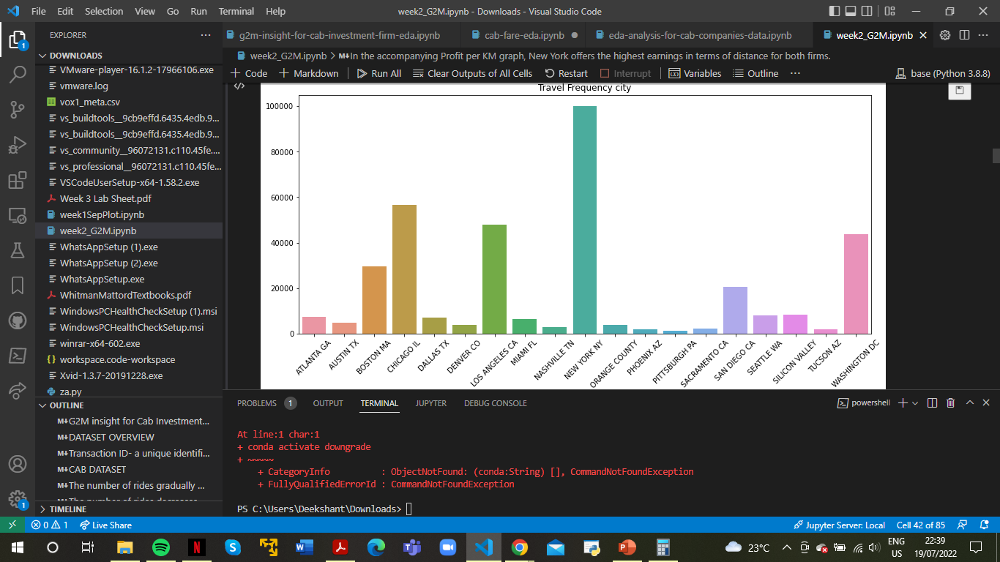 File Edit Selection View Go Run Terminal Help week2_G2M.ipynb - Downloads - Visual Studio Code
EXPLORER
DOWNLOADS
VMware-player-16.1.2-17966106.exe
vmware.log
vox1_meta.csv
vs_buildtools__9cb9effd.6435.4edb.9...
vs_buildtools__9cb9effd.6435.4edb.9...
vs_community__96072131.c110.45fe....
vs_professional__96072131.c110.45fe...
VSCodeUserSetup-x64-1.58.2.exe
Week 3 Lab Sheet.pdf
week1SepPlot.ipynb
week2_G2M.ipynb
WhatsAppSetup (1).exe
WhatsAppSetup (2).exe
WhatsAppSetup.exe
WhitmanMattordTextbooks.pdf
WindowsPCHealthCheckSetup (1).msi
WindowsPCHealthCheckSetup.msi
winrar-x64-602.exe
workspace.code-workspace
Xvid-1.3.7-20191228.exe
za.py
OUTLINE
G2M insight for Cab Investment...
DATASET OVERVIEW
Transaction ID- a unique identifi...
CAB DATASET
The number of rides gradually ...
The number of rides decreases
TIMELINE
g2m-insight-for-cab-investment-firm-eda.ipynb cab-fare-eda.ipynb eda-analysis-for-cab-companies-data.ipynb week2_G2M.ipynb
week2_G2M.ipynb > M↓In the accompanying Profit per KM graph, New York offers the highest earnings in terms of distance for both firms.
+ Code + Markdown Run All Clear Outputs of All Cells Restart Interrupt Variables Outline ... base (Python 3.8.8)
Travel Frequency city
100000
80000
60000
40000
20000
0
ATLANTA GA
AUSTIN TX
BOSTON MA
CHICAGO IL
DALLAS TX
DENVER CO
LOS ANGELES CA
MIAMI FL
NASHVILLE TN
NEW YORK NY
ORANGE COUNTY
PHOENIX AZ
PITTSBURGH PA
SACRAMENTO CA
SAN DIEGO CA
SEATTLE WA
SILICON VALLEY
TUCSON AZ
WASHINGTON DC
PROBLEMS 1 OUTPUT TERMINAL JUPYTER DEBUG CONSOLE powershell
At line:1 char:1
+ conda activate downgrade
+ ~~~~~
+ CategoryInfo : ObjectNotFound: (conda:String) [], CommandNotFoundException
+ FullyQualifiedErrorId : CommandNotFoundException
PS C:\Users\Deekshant\Downloads>
0 1 Live Share Jupyter Server: Local Cell 42 of 85
23°C ENG US 22:39 19/07/2022